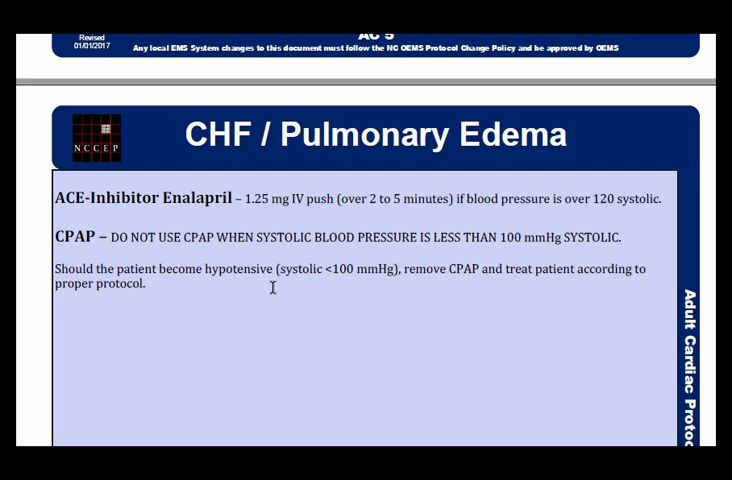 AC 5
Revised
01/01/2017
Any local EMS System changes to this document must follow the NC OEMS Protocol Change Policy and be approved by OEMS
NCCEP
CHF / Pulmonary Edema
ACE-Inhibitor Enalapril – 1.25 mg IV push (over 2 to 5 minutes) if blood pressure is over 120 systolic.
CPAP – DO NOT USE CPAP WHEN SYSTOLIC BLOOD PRESSURE IS LESS THAN 100 mmHg SYSTOLIC.
Should the patient become hypotensive (systolic <100 mmHg), remove CPAP and treat patient according to
proper protocol.
Adult Cardiac Protoc